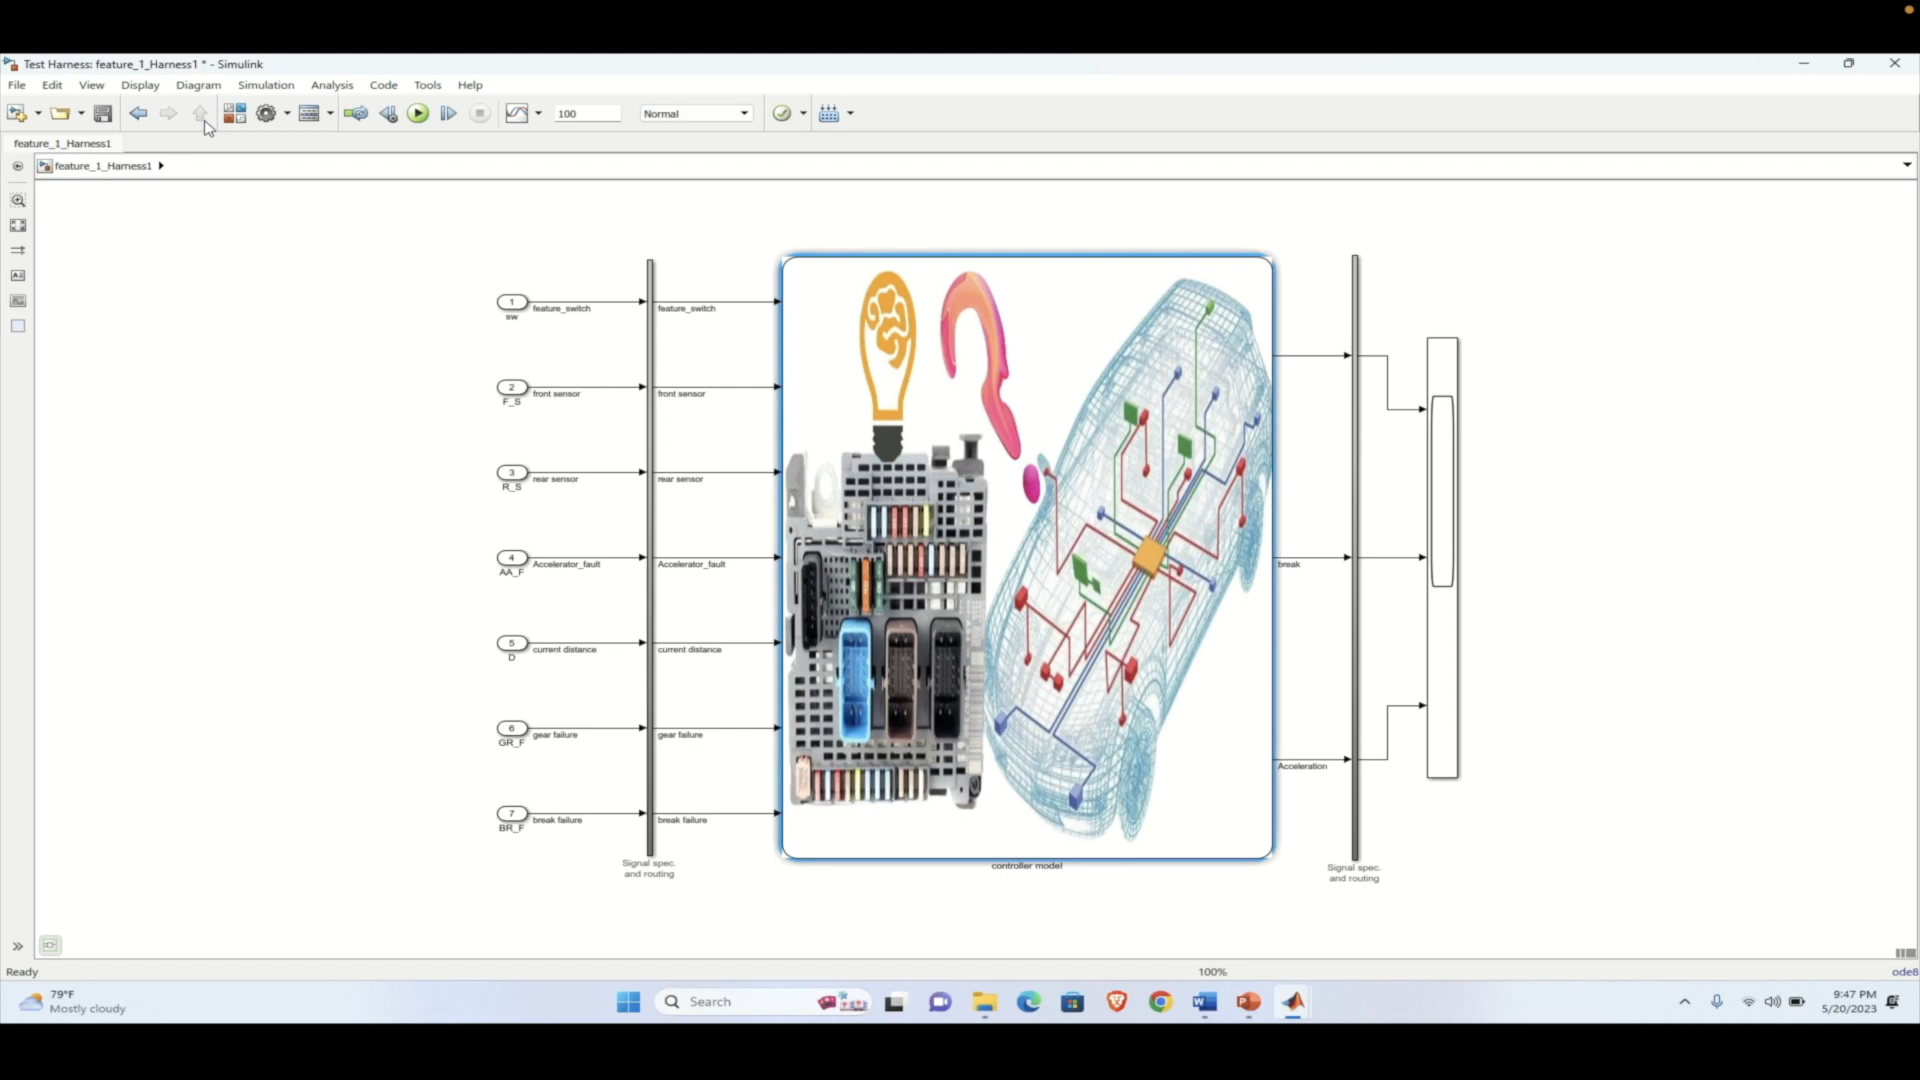 Test Harness: feature_1_Harness1 * - Simulink
File Edit View Display Diagram Simulation Analysis Code Tools Help
100 Normal
feature_1_Harness1
feature_1_Harness1
1 feature_switch feature_switch
sw
2 front sensor front sensor
F_S
3 rear sensor rear sensor
R_S
4 Accelerator_fault Accelerator_fault break
AA_F
5 current distance current distance
D
6 gear failure gear failure
GR_F
Acceleration
7 break failure break failure
BR_F
Signal spec.
and routing
controller model
Signal spec.
and routing
Ready 100% ode8
79°F
Mostly cloudy
Search
9:47 PM
5/20/2023